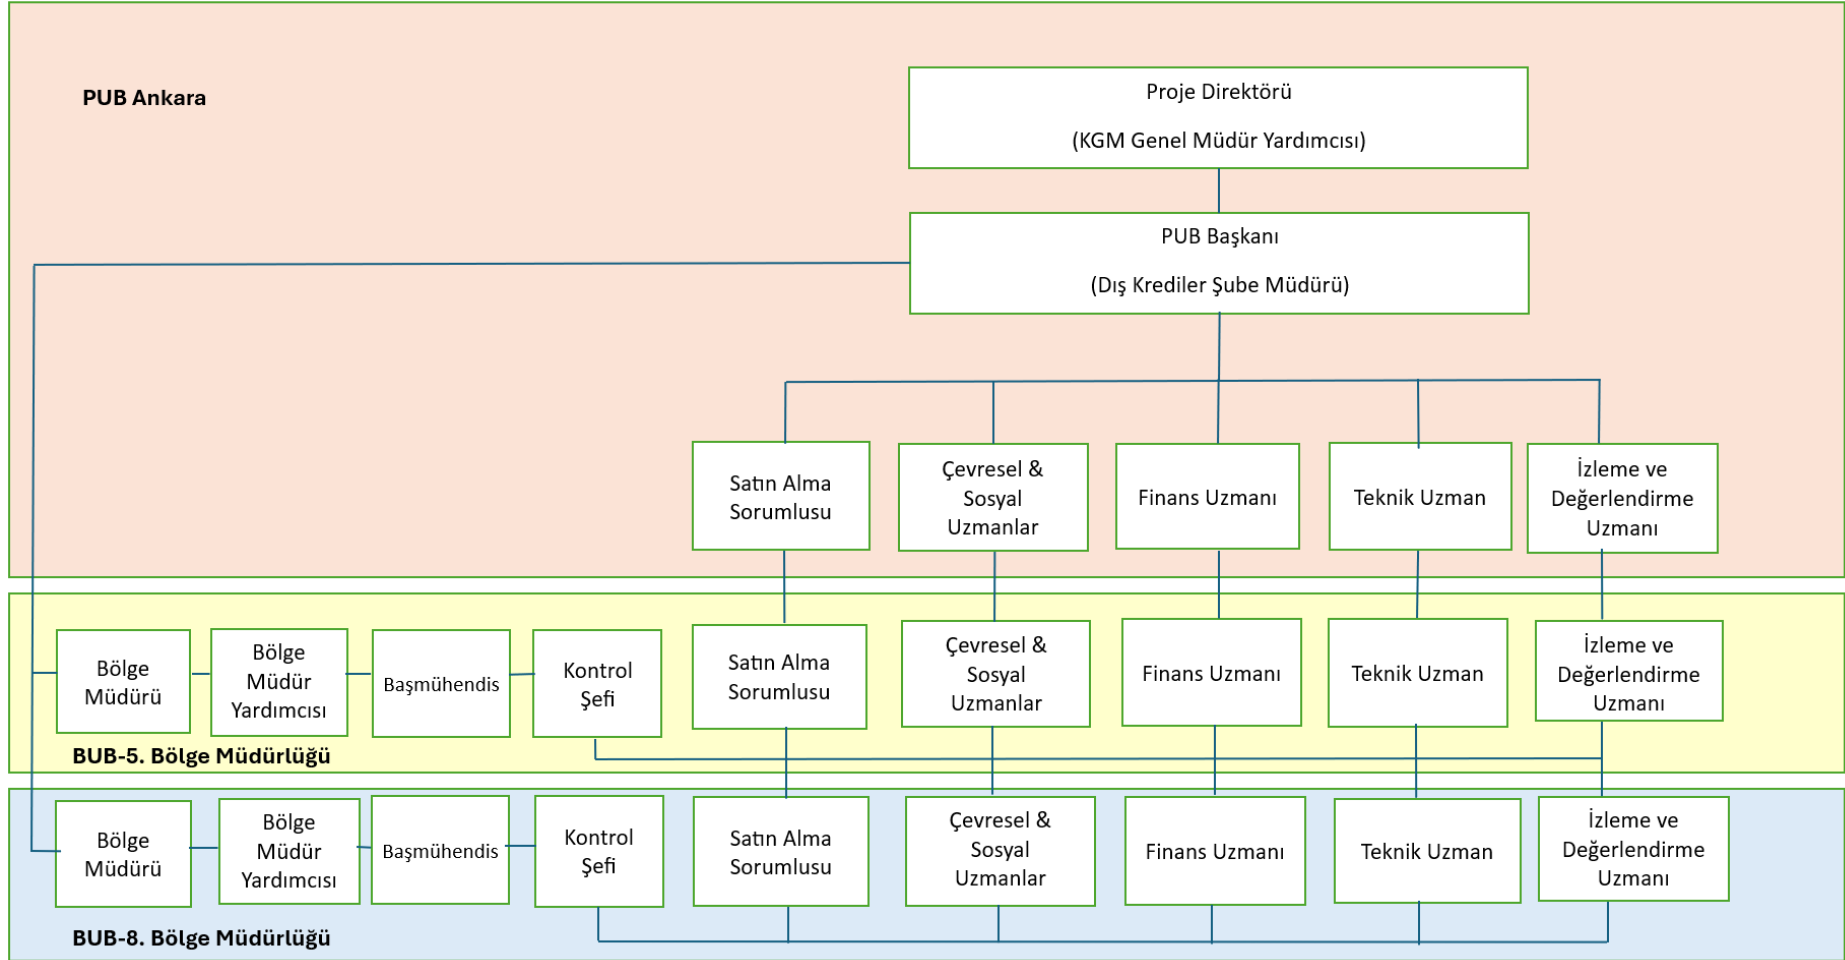 PUB Ankara
Proje Direktörü
(KGM Genel Müdür Yardımcısı)
PUB Başkanı
(Dış Krediler Şube Müdürü)
Satın Alma
Sorumlusu
Çevresel &
Sosyal
Uzmanlar
Finans Uzmanı
Teknik Uzman
İzleme ve
Değerlendirme
Uzmanı
Bölge
Müdürü
Bölge
Müdür
Yardımcısı
Başmühendis
Kontrol
Şefi
Satın Alma
Sorumlusu
Çevresel &
Sosyal
Uzmanlar
Finans Uzmanı
Teknik Uzman
İzleme ve
Değerlendirme
Uzmanı
BUB-5. Bölge Müdürlüğü
Bölge
Müdürü
Bölge
Müdür
Yardımcısı
Başmühendis
Kontrol
Şefi
Satın Alma
Sorumlusu
Çevresel &
Sosyal
Uzmanlar
Finans Uzmanı
Teknik Uzman
İzleme ve
Değerlendirme
Uzmanı
BUB-8. Bölge Müdürlüğü